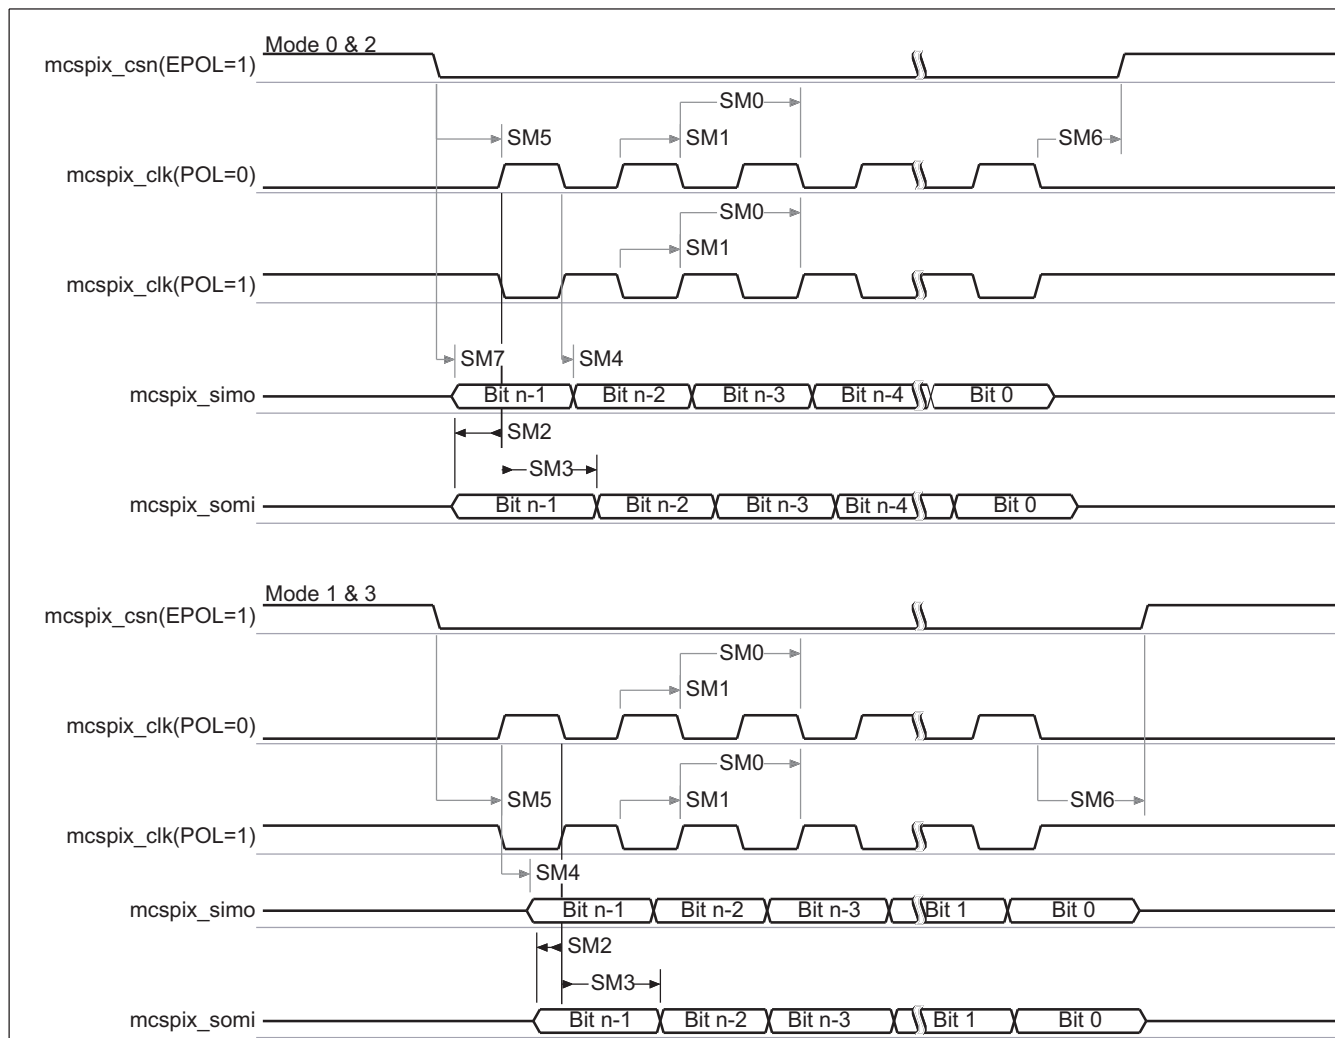 Mode 0 & 2
mcspix_csn(EPOL=1)
SM0
SM5
SM1
SM6
mcspix_clk(POL=0)
SM0
SM1
mcspix_clk(POL=1)
SM7
SM4
mcspix_simo
Bit n-1
Bit n-2
Bit n-3
Bit n-4
Bit 0
SM2
SM3
mcspix_somi
Bit n-1
Bit n-2
Bit n-3
Bit n-4
Bit 0
Mode 1 & 3
mcspix_csn(EPOL=1)
SM0
SM1
mcspix_clk(POL=0)
SM0
SM5
SM1
SM6
mcspix_clk(POL=1)
SM4
mcspix_simo
Bit n-1
Bit n-2
Bit n-3
Bit 1
Bit 0
SM2
SM3
mcspix_somi
Bit n-1
Bit n-2
Bit n-3
Bit 1
Bit 0